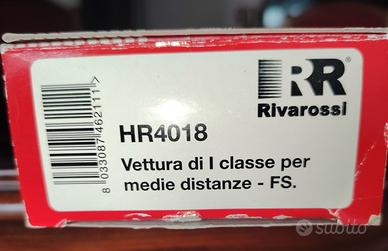 RR®
Rivarossi
HR4018
Vettura di I classe per
medie distanze - FS.
8 033087 462111 >
subito